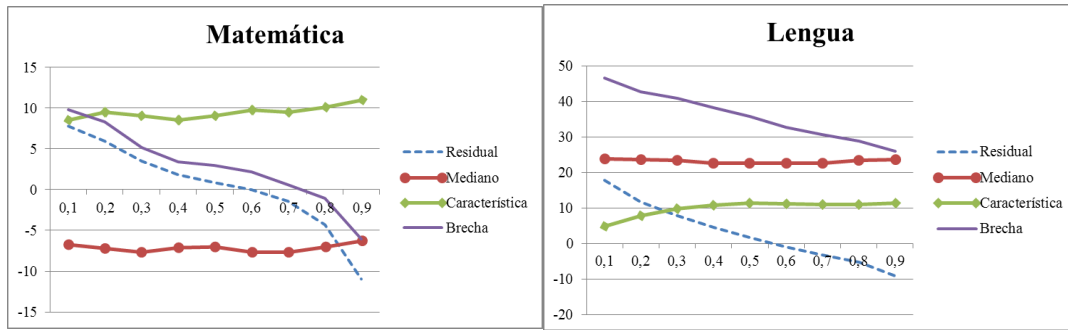 Matemática
15
10
5
0
-5
-10
-15
0,1 0,2 0,3 0,4 0,5 0,6 0,7 0,8 0,9
Residual
Mediano
Característica
Brecha
Lengua
50
40
30
20
10
0
-10
-20
0,1 0,2 0,3 0,4 0,5 0,6 0,7 0,8 0,9
Residual
Mediano
Característica
Brecha